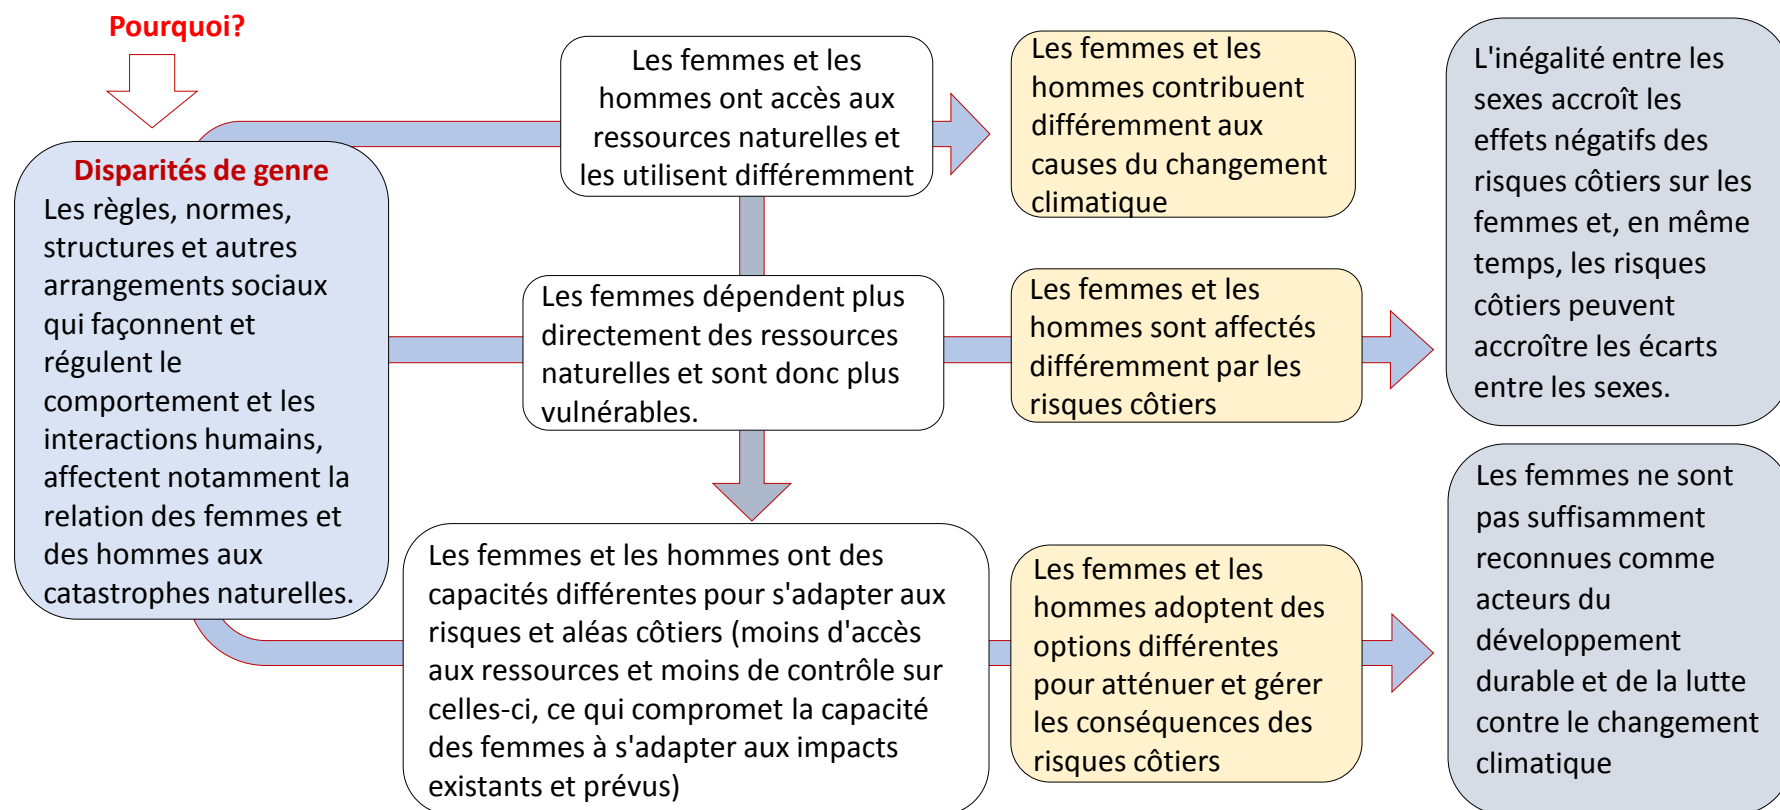 Pourquoi?
Disparités de genre
Les règles, normes,
structures et autres
arrangements sociaux
qui façonnent et
régulent le
comportement et les
interactions humains,
affectent notamment la
relation des femmes et
des hommes aux
catastrophes naturelles.
Les femmes et les
hommes ont accès aux
ressources naturelles et
les utilisent différemment
Les femmes et les
hommes contribuent
différemment aux
causes du changement
climatique
Les femmes dépendent plus
directement des ressources
naturelles et sont donc plus
vulnérables.
Les femmes et les
hommes sont affectés
différemment par les
risques côtiers
L'inégalité entre les
sexes accroît les
effets négatifs des
risques côtiers sur les
femmes et, en même
temps, les risques
côtiers peuvent
accroître les écarts
entre les sexes.
Les femmes et les hommes ont des
capacités différentes pour s'adapter aux
risques et aléas côtiers (moins d'accès
aux ressources et moins de contrôle sur
celles-ci, ce qui compromet la capacité
des femmes à s'adapter aux impacts
existants et prévus)
Les femmes et les
hommes adoptent des
options différentes
pour atténuer et gérer
les conséquences des
risques côtiers
Les femmes ne sont
pas suffisamment
reconnues comme
acteurs du
développement
durable et de la lutte
contre le changement
climatique